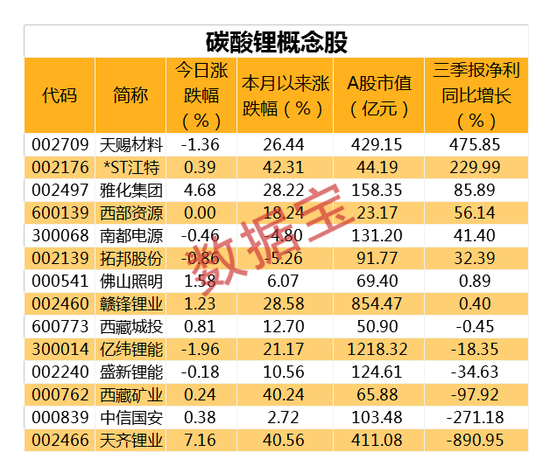 碳酸锂概念股
代码 简称 今日涨跌幅（%） 本月以来涨跌幅（%） A股市值（亿元） 三季报净利同比增长（%）
002709 天赐材料 -1.36 26.44 429.15 475.85
002176 *ST江特 0.39 42.31 44.19 229.99
002497 雅化集团 4.68 28.22 158.35 85.89
600139 西部资源 0.00 18.24 23.17 56.14
300068 南都电源 -0.46 -4.80 131.20 41.40
002139 拓邦股份 -0.86 -5.26 91.77 32.39
000541 佛山照明 1.58 6.07 69.40 0.89
002460 赣锋锂业 1.23 28.58 854.47 0.40
600773 西藏城投 0.81 12.70 50.90 -0.45
300014 亿纬锂能 -1.96 21.17 1218.32 -18.35
002240 盛新锂能 -0.18 10.56 124.61 -34.63
000762 西藏矿业 0.24 40.24 65.88 -97.92
000839 中信国安 0.38 2.72 103.48 -271.18
002466 天齐锂业 7.16 40.56 411.08 -890.95
数据宝